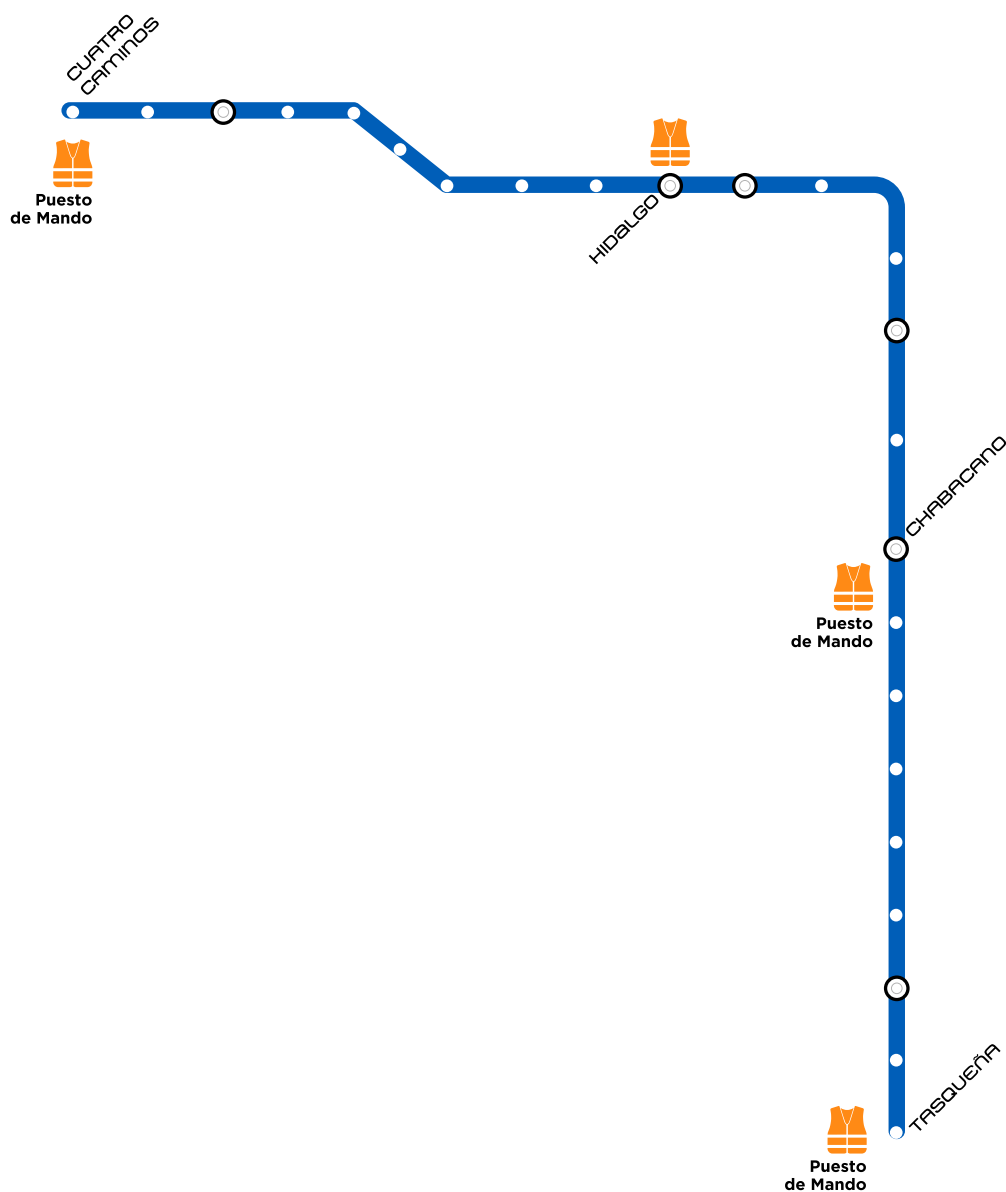 CUATRO
CAMINOS
Puesto
de Mando
HIDALGO
CHABACANO
Puesto
de Mando
TASQUEÑA
Puesto
de Mando